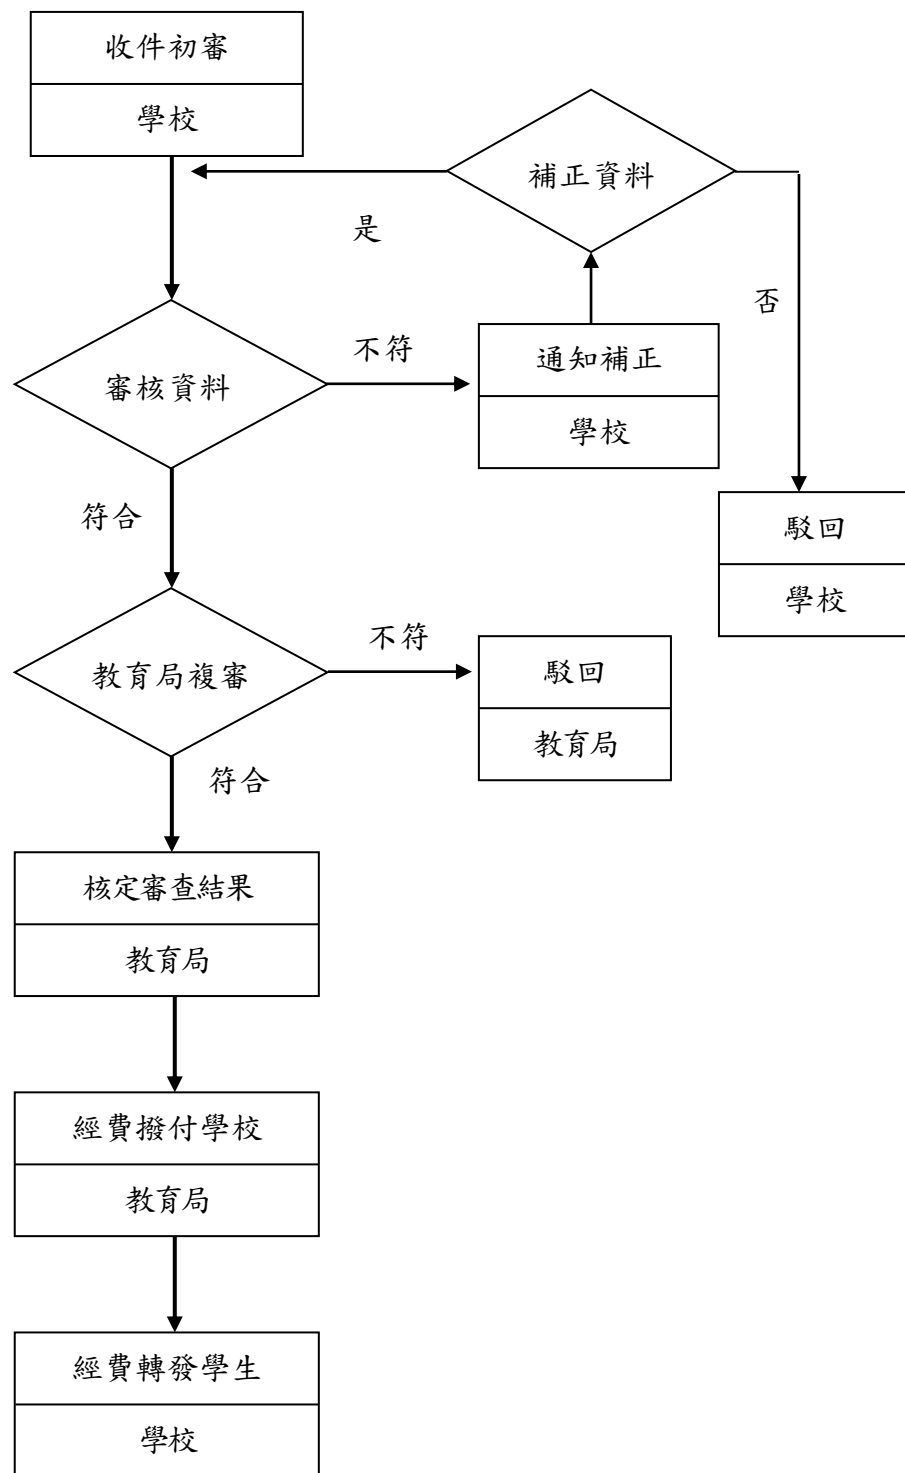 收件初審
學校
補正資料
是
否
審核資料
不符
通知補正
學校
符合
駁回
學校
教育局複審
不符
駁回
教育局
符合
核定審查結果
教育局
經費撥付學校
教育局
經費轉發學生
學校